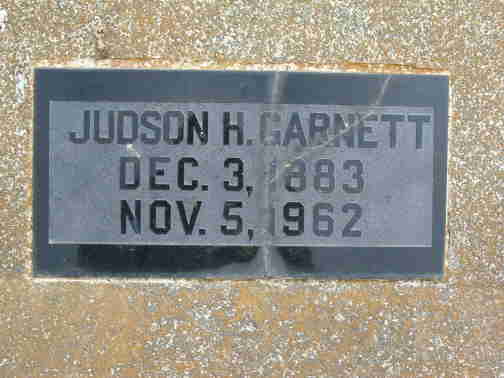 JUDSON H. GARNETT
DEC. 3, 1883
NOV. 5, 1962